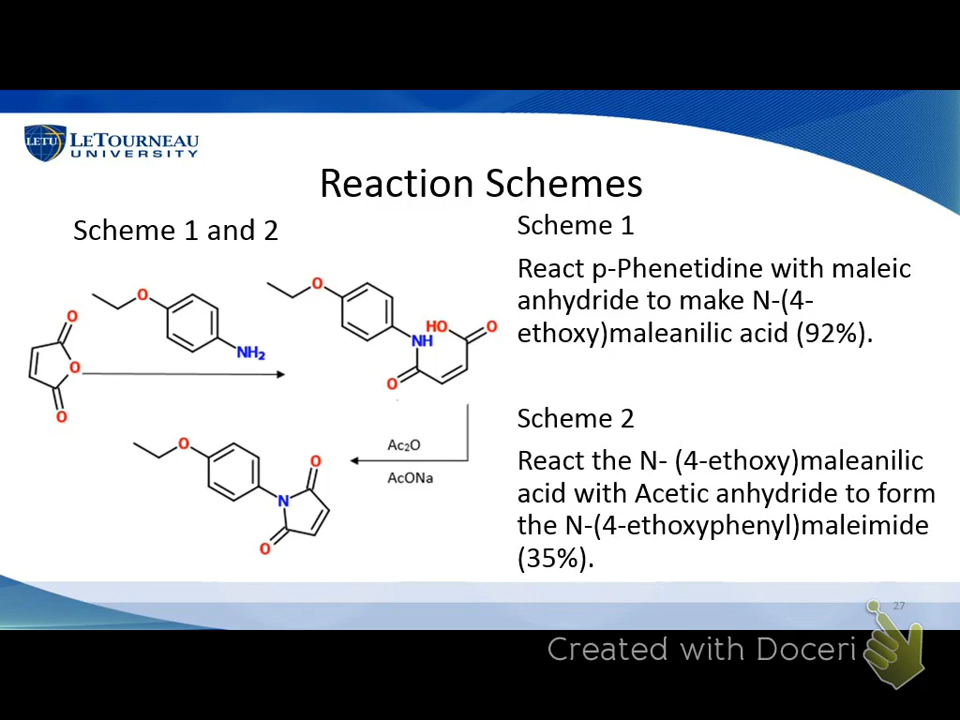 LETU LETOURNEAU
UNIVERSITY
Reaction Schemes
Scheme 1 and 2
O
O
O
O
NH₂
O
NH
HO
O
O
Ac₂O
AcONa
O
N
O
O
Scheme 1
React p-Phenetidine with maleic
anhydride to make N-(4-
ethoxy)maleanilic acid (92%).
Scheme 2
React the N- (4-ethoxy)maleanilic
acid with Acetic anhydride to form
the N-(4-ethoxyphenyl)maleimide
(35%).
27
Created with Doceri